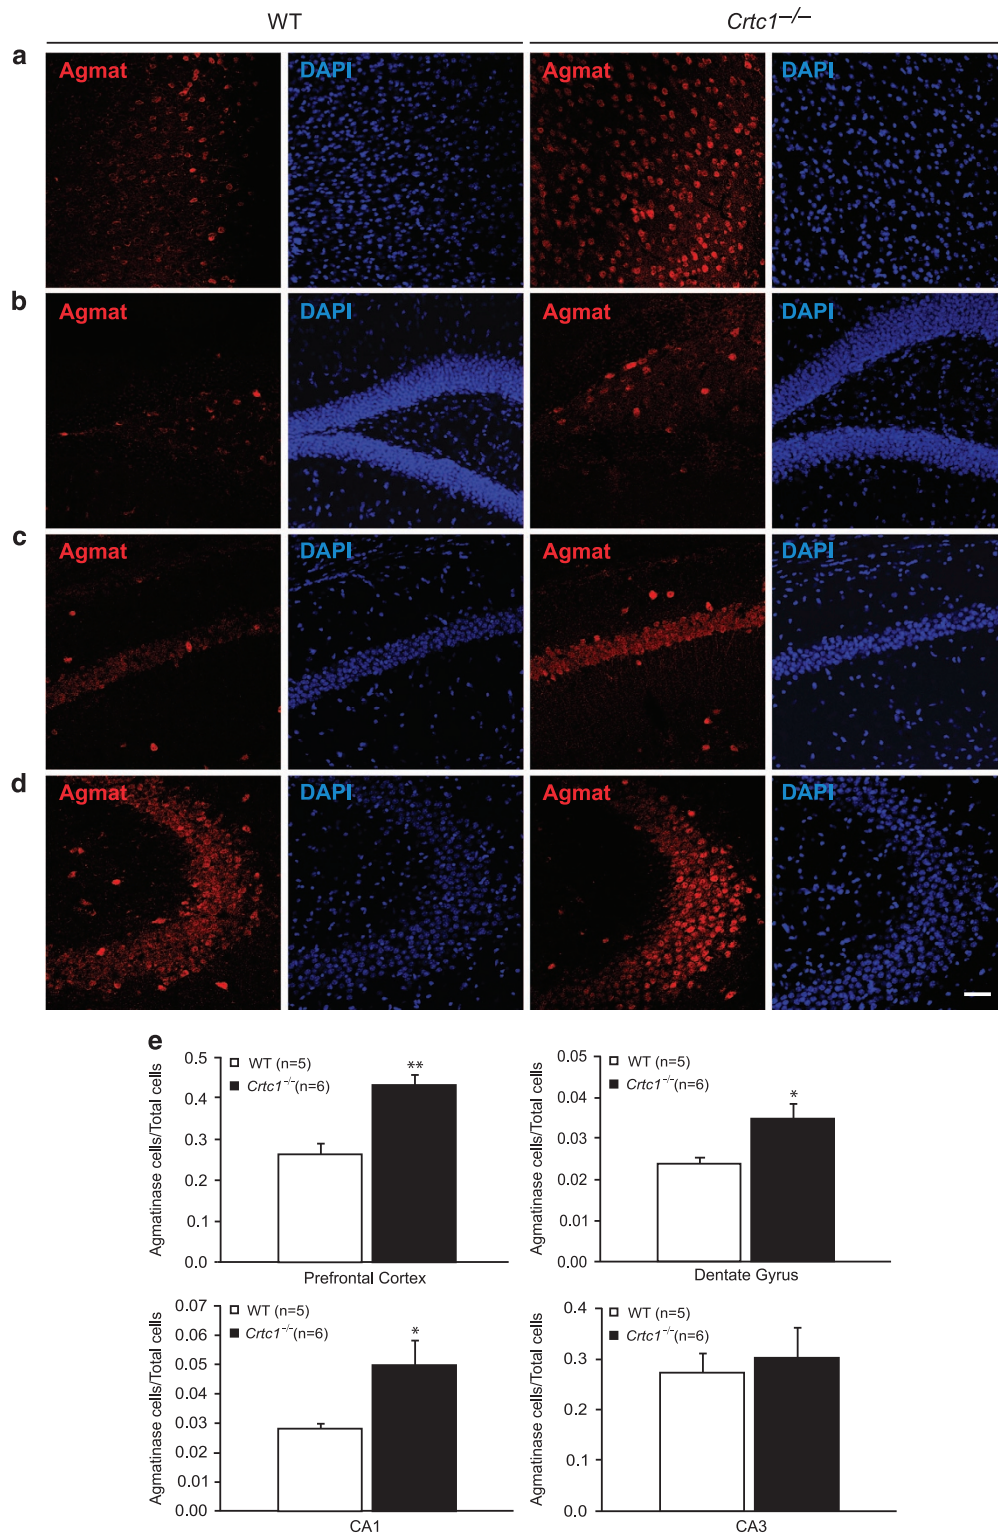 WT
Crtc1–/–
a
Agmat
DAPI
Agmat
DAPI
b
Agmat
DAPI
Agmat
DAPI
c
Agmat
DAPI
Agmat
DAPI
d
Agmat
DAPI
Agmat
DAPI
e
Agmatinase cells/Total cells
0.5
0.4
0.3
0.2
0.1
0.0
WT (n=5)
Crtc1–/–(n=6)
**
Prefrontal Cortex
Agmatinase cells/Total cells
0.05
0.04
0.03
0.02
0.01
0.00
WT (n=5)
Crtc1–/–(n=6)
*
Dentate Gyrus
Agmatinase cells/Total cells
0.07
0.06
0.05
0.04
0.03
0.02
0.01
0.00
WT (n=5)
Crtc1–/–(n=6)
*
CA1
Agmatinase cells/Total cells
0.4
0.3
0.2
0.1
0.0
WT (n=5)
Crtc1–/–(n=6)
CA3